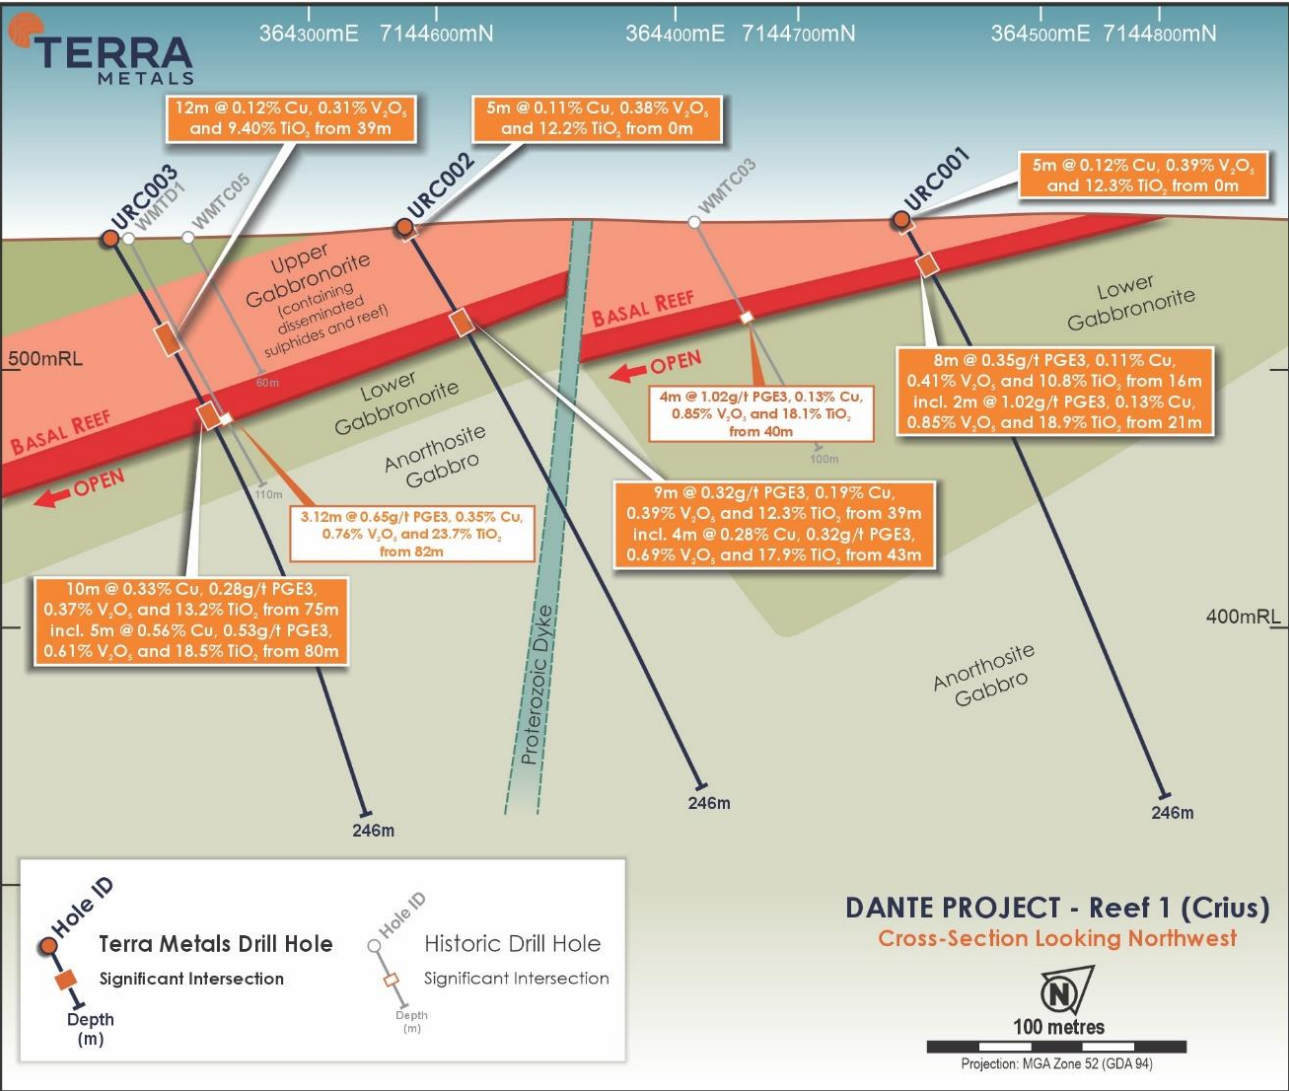 TERRA
METALS
364300mE 7144600mN
364400mE 7144700mN
364500mE 7144800mN
12m @ 0.12% Cu, 0.31% V₂O₅
and 9.40% TiO₂ from 39m
5m @ 0.11% Cu, 0.38% V₂O₅
and 12.2% TiO₂ from 0m
5m @ 0.12% Cu, 0.39% V₂O₅
and 12.3% TiO₂ from 0m
URC003
WMTD1
WMTC05
URC002
WMTC03
URC001
Upper
Gabbronorite
(containing
disseminated
sulphides and reef)
Lower
Gabbronorite
BASAL REEF
OPEN
500mRL
60m
Lower
Gabbronorite
Anorthosite
Gabbro
BASAL REEF
OPEN
110m
100m
4m @ 1.02g/t PGE3, 0.13% Cu,
0.85% V₂O₅ and 18.1% TiO₂
from 40m
8m @ 0.35g/t PGE3, 0.11% Cu,
0.41% V₂O₅ and 10.8% TiO₂ from 16m
incl. 2m @ 1.02g/t PGE3, 0.13% Cu,
0.85% V₂O₅ and 18.9% TiO₂ from 21m
3.12m @ 0.65g/t PGE3, 0.35% Cu,
0.76% V₂O₅ and 23.7% TiO₂
from 82m
9m @ 0.32g/t PGE3, 0.19% Cu,
0.39% V₂O₅ and 12.3% TiO₂ from 39m
incl. 4m @ 0.28% Cu, 0.32g/t PGE3,
0.69% V₂O₅ and 17.9% TiO₂ from 43m
10m @ 0.33% Cu, 0.28g/t PGE3,
0.37% V₂O₅ and 13.2% TiO₂ from 75m
incl. 5m @ 0.56% Cu, 0.53g/t PGE3,
0.61% V₂O₅ and 18.5% TiO₂ from 80m
400mRL
Proterozoic Dyke
Anorthosite
Gabbro
246m
246m
246m
Hole ID
Terra Metals Drill Hole
Significant Intersection
Depth
(m)
Hole ID
Historic Drill Hole
Significant Intersection
Depth
(m)
DANTE PROJECT - Reef 1 (Crius)
Cross-Section Looking Northwest
N
100 metres
Projection: MGA Zone 52 (GDA 94)